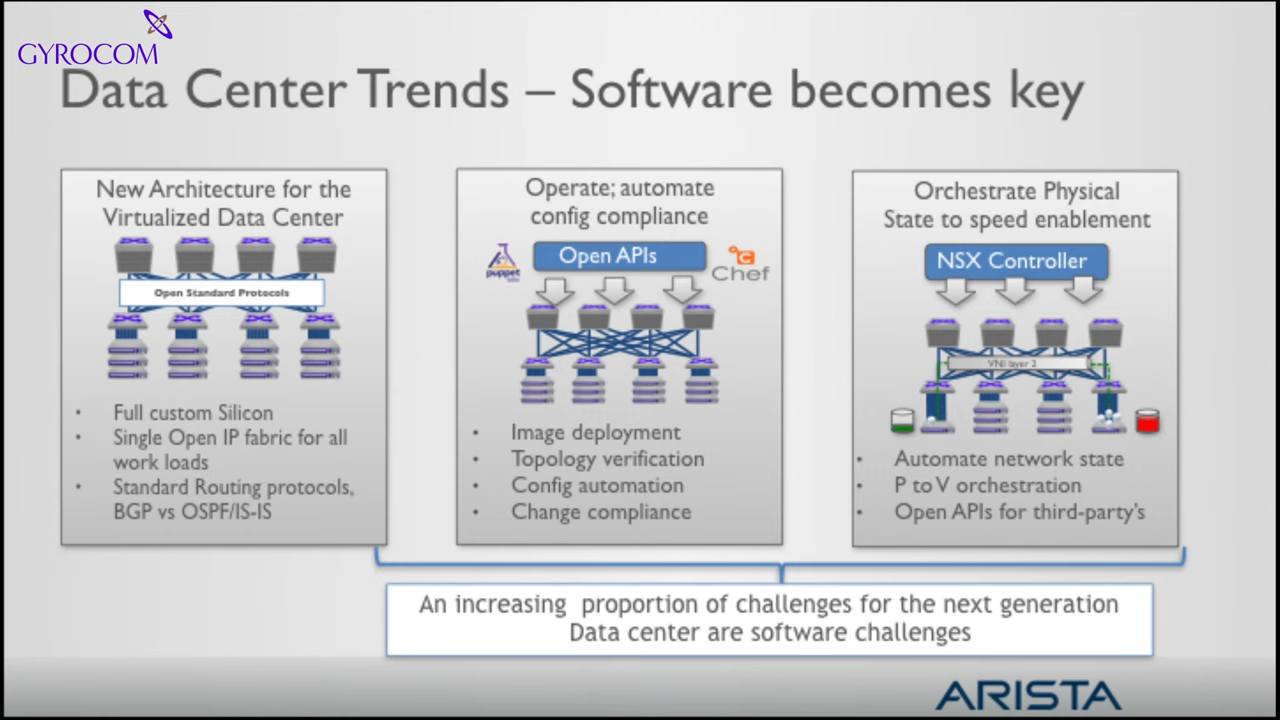 GYROCOM
Data Center Trends – Software becomes key
New Architecture for the
Virtualized Data Center
Open Standard Protocols
• Full custom Silicon
• Single Open IP fabric for all
work loads
• Standard Routing protocols,
BGP vs OSPF/IS-IS
Operate; automate
config compliance
puppet
Open APIs
Chef
• Image deployment
• Topology verification
• Config automation
• Change compliance
Orchestrate Physical
State to speed enablement
NSX Controller
VNI layer 2
• Automate network state
• P to V orchestration
• Open APIs for third-party's
An increasing proportion of challenges for the next generation
Data center are software challenges
ARISTA